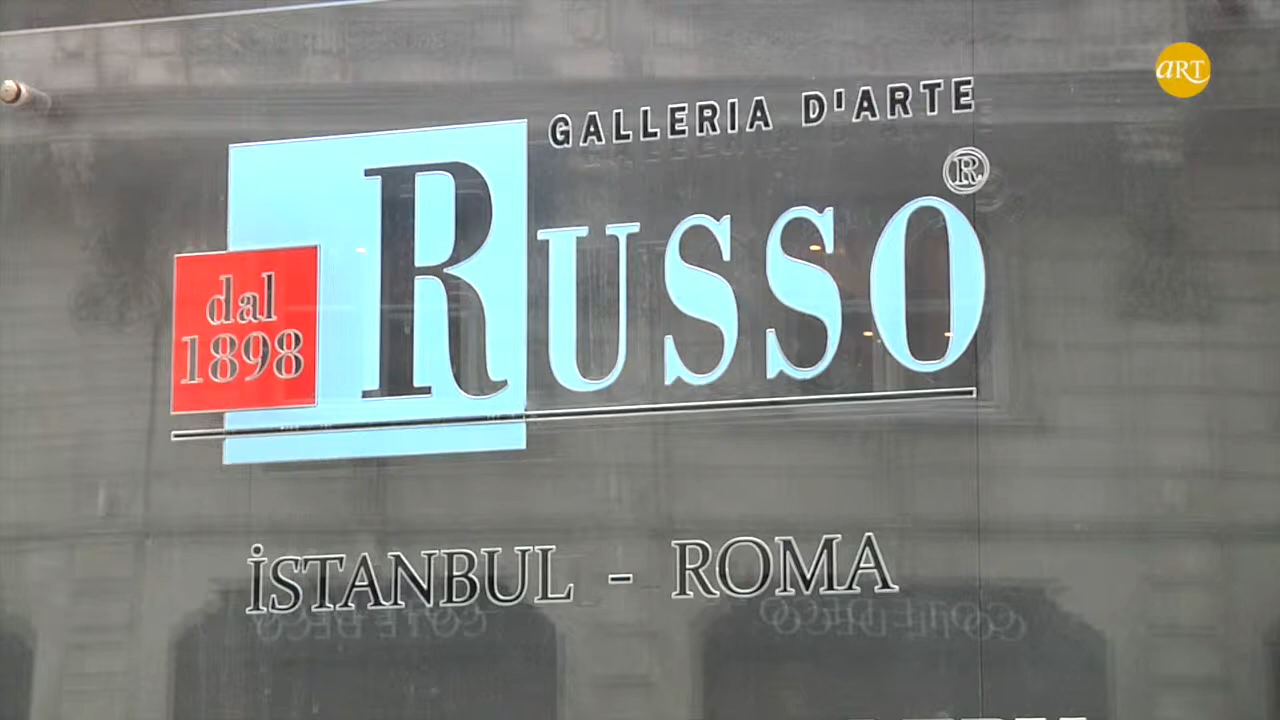 aRT
GALLERIA D'ARTE
RUSSO®
dal
1898
İSTANBUL - ROMA